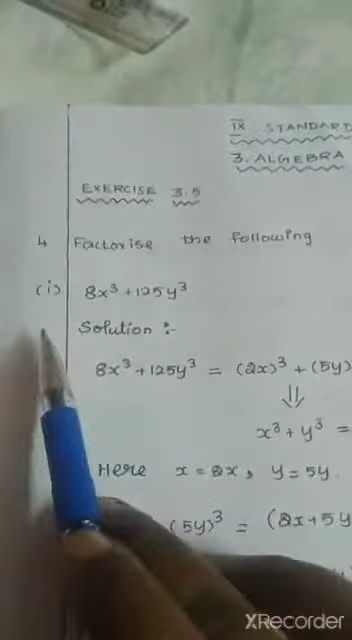 IX STANDARD
3. ALGEBRA
EXERCISE 3.5
4 Factorise the following
(i) 8x³+125y³
Solution :-
8x³+125y³ = (2x)³ + (5y)
⇓
x³+y³ =
Here x = 2x, y = 5y.
(5y)³ = (2x+5y
XRecorder